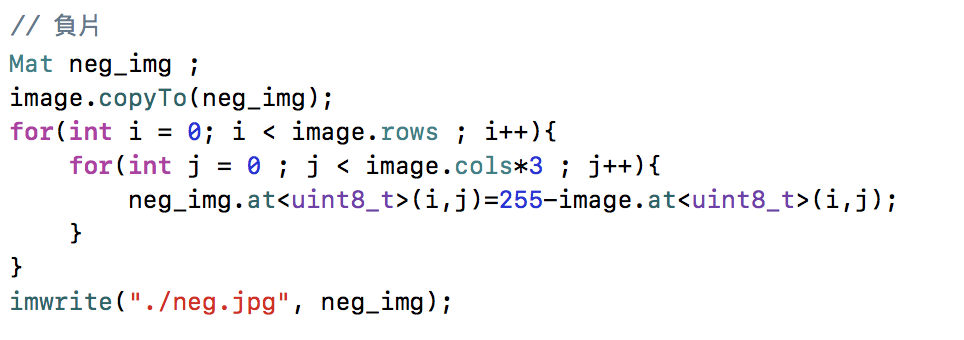 // 負片
Mat neg_img ;
image.copyTo(neg_img);
for(int i = 0; i < image.rows ; i++){
    for(int j = 0 ; j < image.cols*3 ; j++){
        neg_img.at<uint8_t>(i,j)=255-image.at<uint8_t>(i,j);
    }
}
imwrite("./neg.jpg", neg_img);